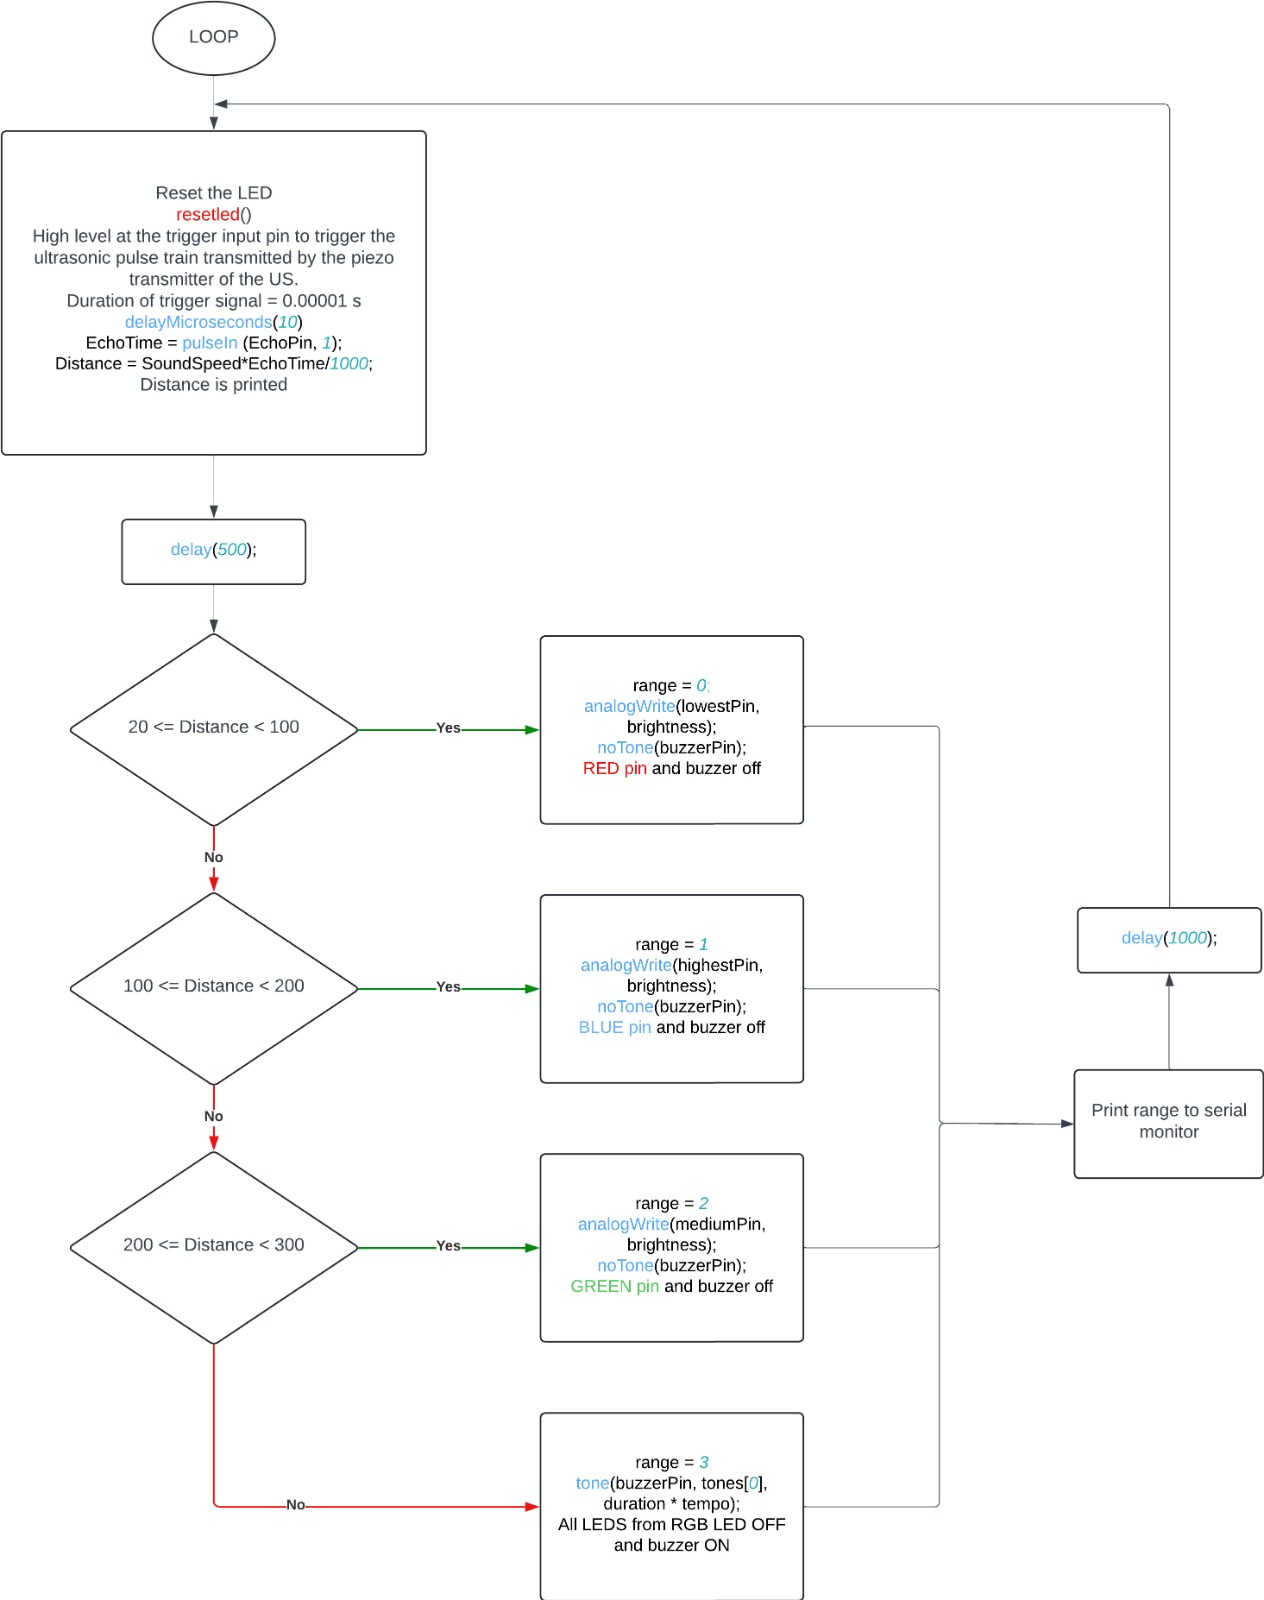 LOOP
Reset the LED
resetled()
High level at the trigger input pin to trigger the
ultrasonic pulse train transmitted by the piezo
transmitter of the US.
Duration of trigger signal = 0.00001 s
delayMicroseconds(10)
EchoTime = pulseIn (EchoPin, 1);
Distance = SoundSpeed*EchoTime/1000;
Distance is printed
delay(500);
20 <= Distance < 100
Yes
range = 0;
analogWrite(lowestPin,
brightness);
noTone(buzzerPin);
RED pin and buzzer off
No
100 <= Distance < 200
Yes
range = 1
analogWrite(highestPin,
brightness);
noTone(buzzerPin);
BLUE pin and buzzer off
No
200 <= Distance < 300
Yes
range = 2
analogWrite(mediumPin,
brightness);
noTone(buzzerPin);
GREEN pin and buzzer off
No
range = 3
tone(buzzerPin, tones[0],
duration * tempo);
All LEDS from RGB LED OFF
and buzzer ON
Print range to serial
monitor
delay(1000);